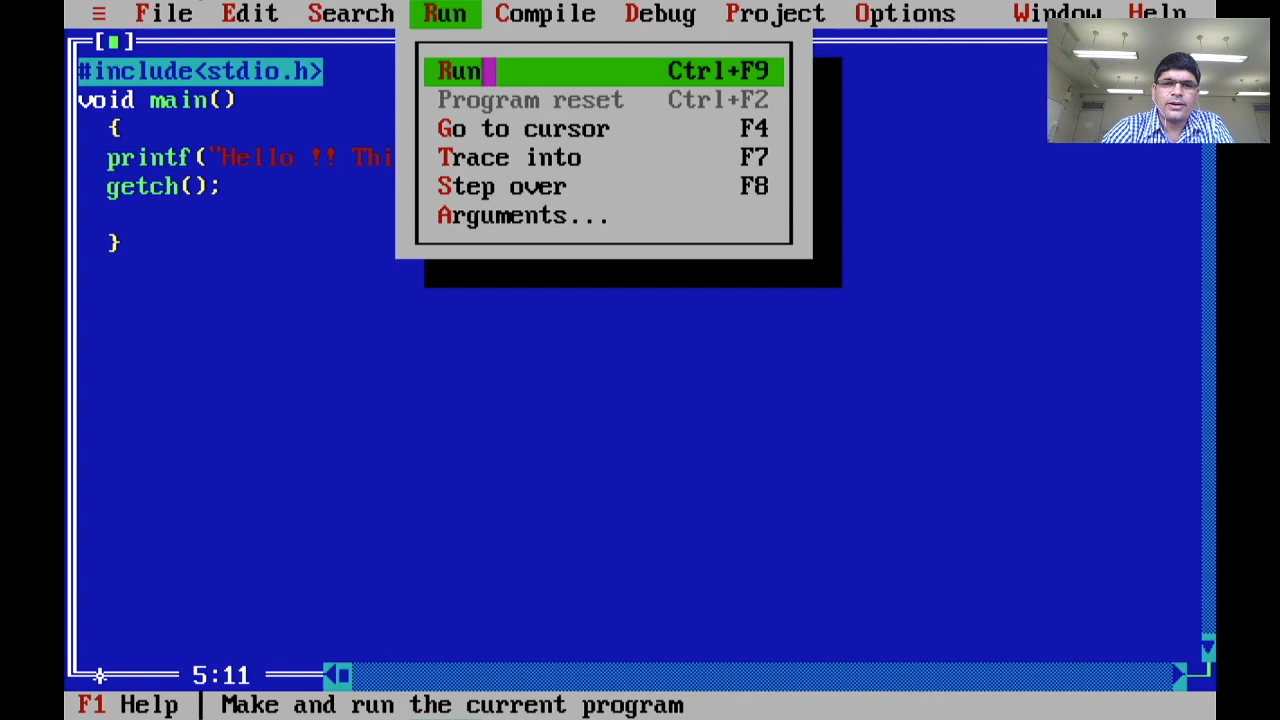 ≡ File Edit Search Run Compile Debug Project Options Window Help
[■]
#include<stdio.h>
void main()
{
printf("Hello !! Thi
getch();
}
Run Ctrl+F9
Program reset Ctrl+F2
Go to cursor F4
Trace into F7
Step over F8
Arguments...
5:11
F1 Help │ Make and run the current program